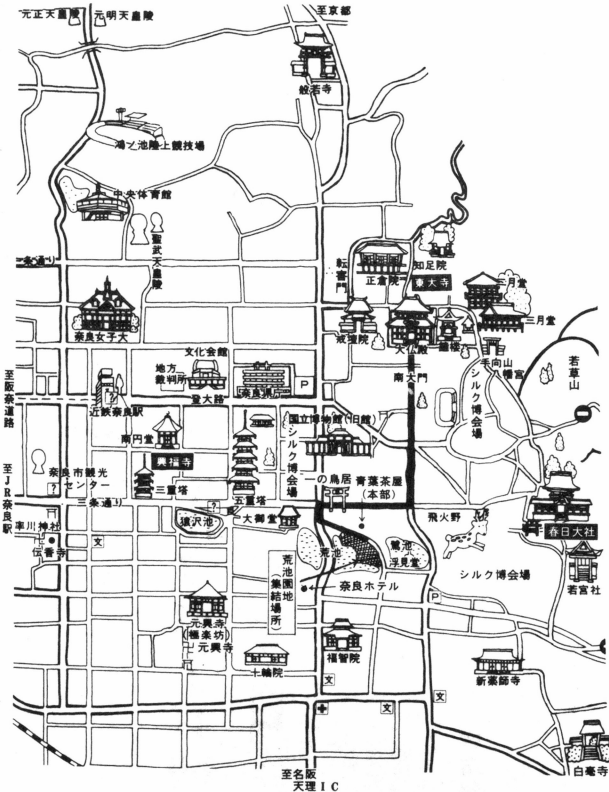 元正天皇陵
元明天皇陵
至京都
般若寺
鴻ノ池陸上競技場
中央体育館
聖武天皇陵
一条通り
転害門
正倉院
知足院
東大寺
二月堂
三月堂
戒壇院
大仏殿
鐘楼
手向山
八幡宮
若草山
奈良女子大
文化会館
地方
裁判所
登大路
奈良県庁
P
南大門
シルク博会場
至阪奈道路
近鉄奈良駅
?
南円堂
興福寺
国立博物館(旧館)
シルク博会場
一の鳥居
青葉茶屋
(本部)
至JR奈良駅
奈良市観光
センター
?
三重塔
五重塔
三条通り
?
猿沢池
大御堂
飛火野
春日大社
率川神社
伝香寺
文
荒池
鷺池
浮見堂
シルク博会場
若宮社
荒池園地
(集結場所)
奈良ホテル
P
元興寺
(極楽坊)
元興寺
十輪院
福智院
新薬師寺
文
文
文
白毫寺
至名阪
天理IC